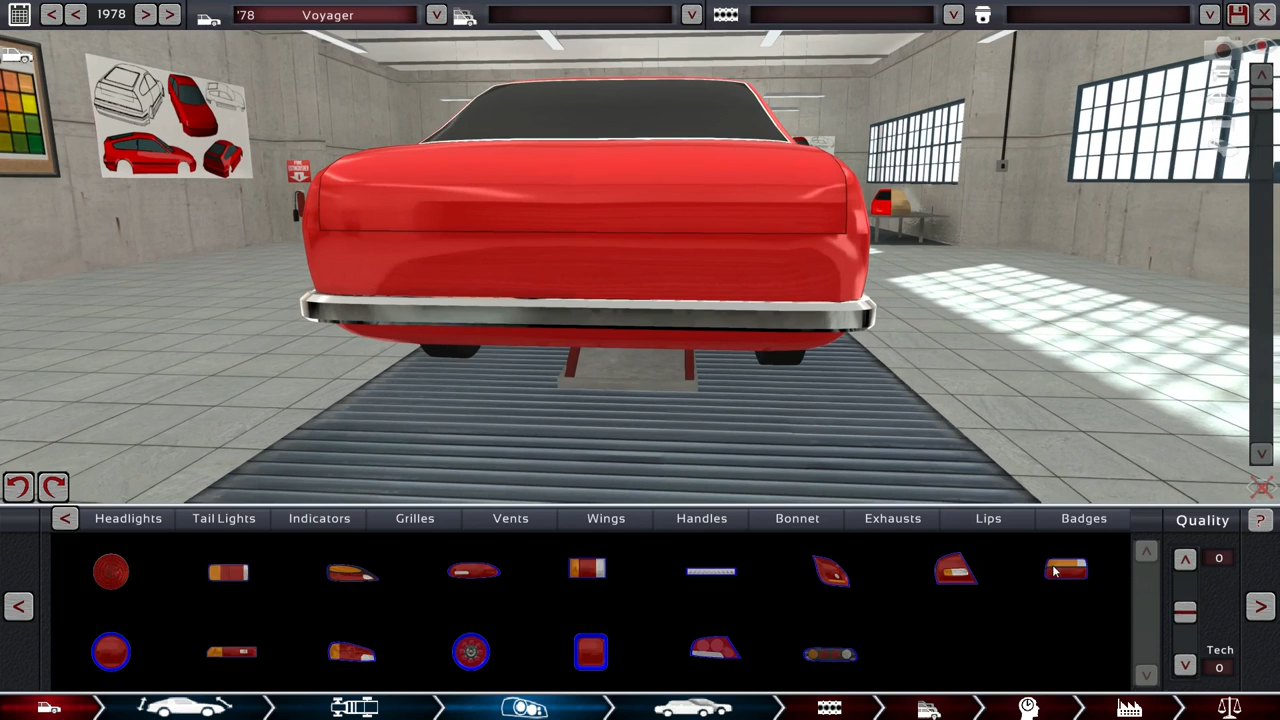 < < 1978 > > '78 Voyager
FIRE
< Headlights Tail Lights Indicators Grilles Vents Wings Handles Bonnet Exhausts Lips Badges Quality ?
0
< >
Tech
0